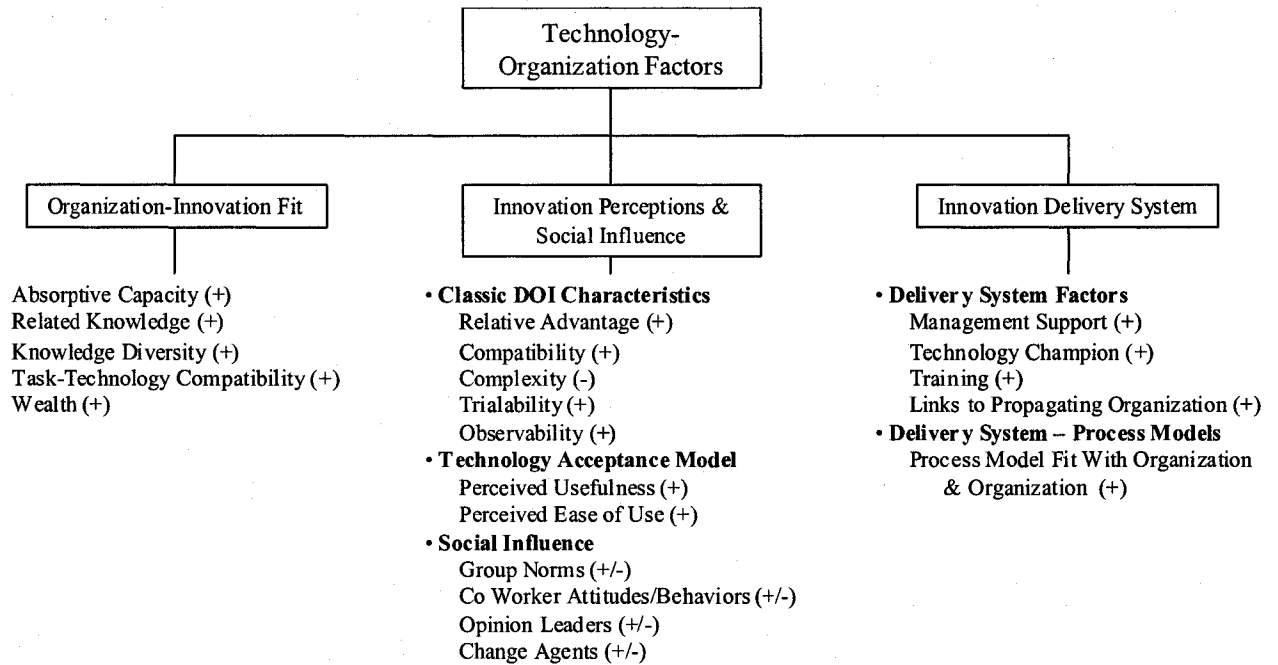 Technology-
Organization Factors
Organization-Innovation Fit
Absorptive Capacity (+)
Related Knowledge (+)
Knowledge Diversity (+)
Task-Technology Compatibility (+)
Wealth (+)
Innovation Perceptions &
Social Influence
• Classic DOI Characteristics
Relative Advantage (+)
Compatibility (+)
Complexity (-)
Trialability (+)
Observability (+)
• Technology Acceptance Model
Perceived Usefulness (+)
Perceived Ease of Use (+)
• Social Influence
Group Norms (+/-)
Co Worker Attitudes/Behaviors (+/-)
Opinion Leaders (+/-)
Change Agents (+/-)
Innovation Delivery System
• Delivery System Factors
Management Support (+)
Technology Champion (+)
Training (+)
Links to Propagating Organization (+)
• Delivery System – Process Models
Process Model Fit With Organization
& Organization (+)